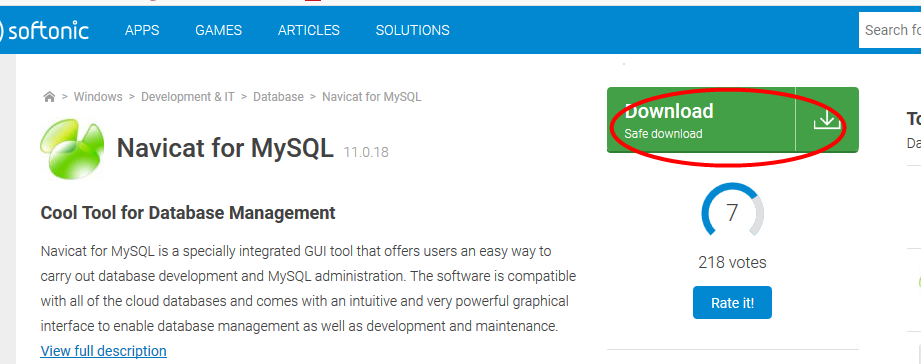 softonic APPS GAMES ARTICLES SOLUTIONS Search fo
> Windows > Development & IT > Database > Navicat for MySQL
Navicat for MySQL 11.0.18
Cool Tool for Database Management
Navicat for MySQL is a specially integrated GUI tool that offers users an easy way to
carry out database development and MySQL administration. The software is compatible
with all of the cloud databases and comes with an intuitive and very powerful graphical
interface to enable database management as well as development and maintenance.
View full description
Download
Safe download
7
218 votes
Rate it!
To
Da